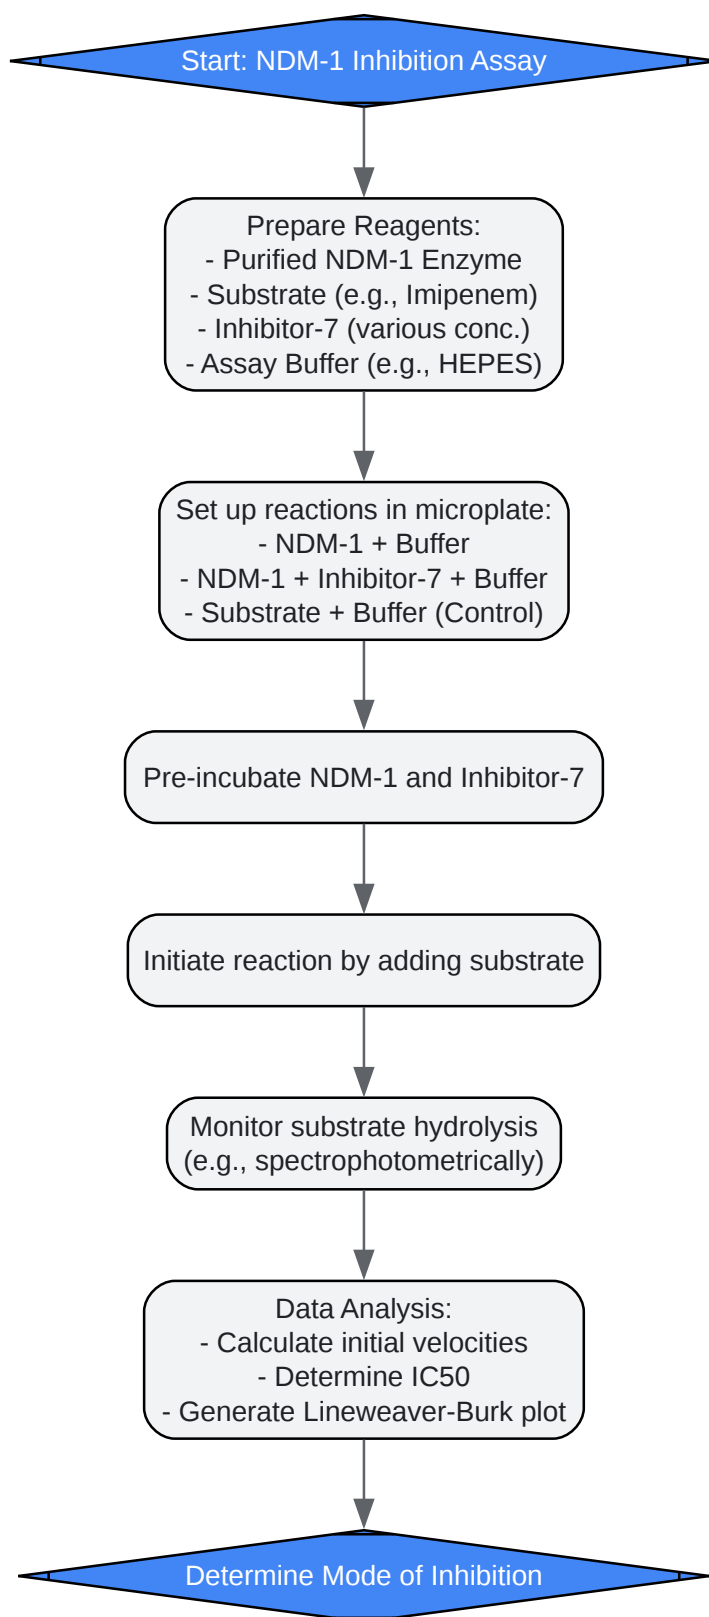 Start: NDM-1 Inhibition Assay
Prepare Reagents:
- Purified NDM-1 Enzyme
- Substrate (e.g., Imipenem)
- Inhibitor-7 (various conc.)
- Assay Buffer (e.g., HEPES)
Set up reactions in microplate:
- NDM-1 + Buffer
- NDM-1 + Inhibitor-7 + Buffer
- Substrate + Buffer (Control)
Pre-incubate NDM-1 and Inhibitor-7
Initiate reaction by adding substrate
Monitor substrate hydrolysis
(e.g., spectrophotometrically)
Data Analysis:
- Calculate initial velocities
- Determine IC50
- Generate Lineweaver-Burk plot
Determine Mode of Inhibition